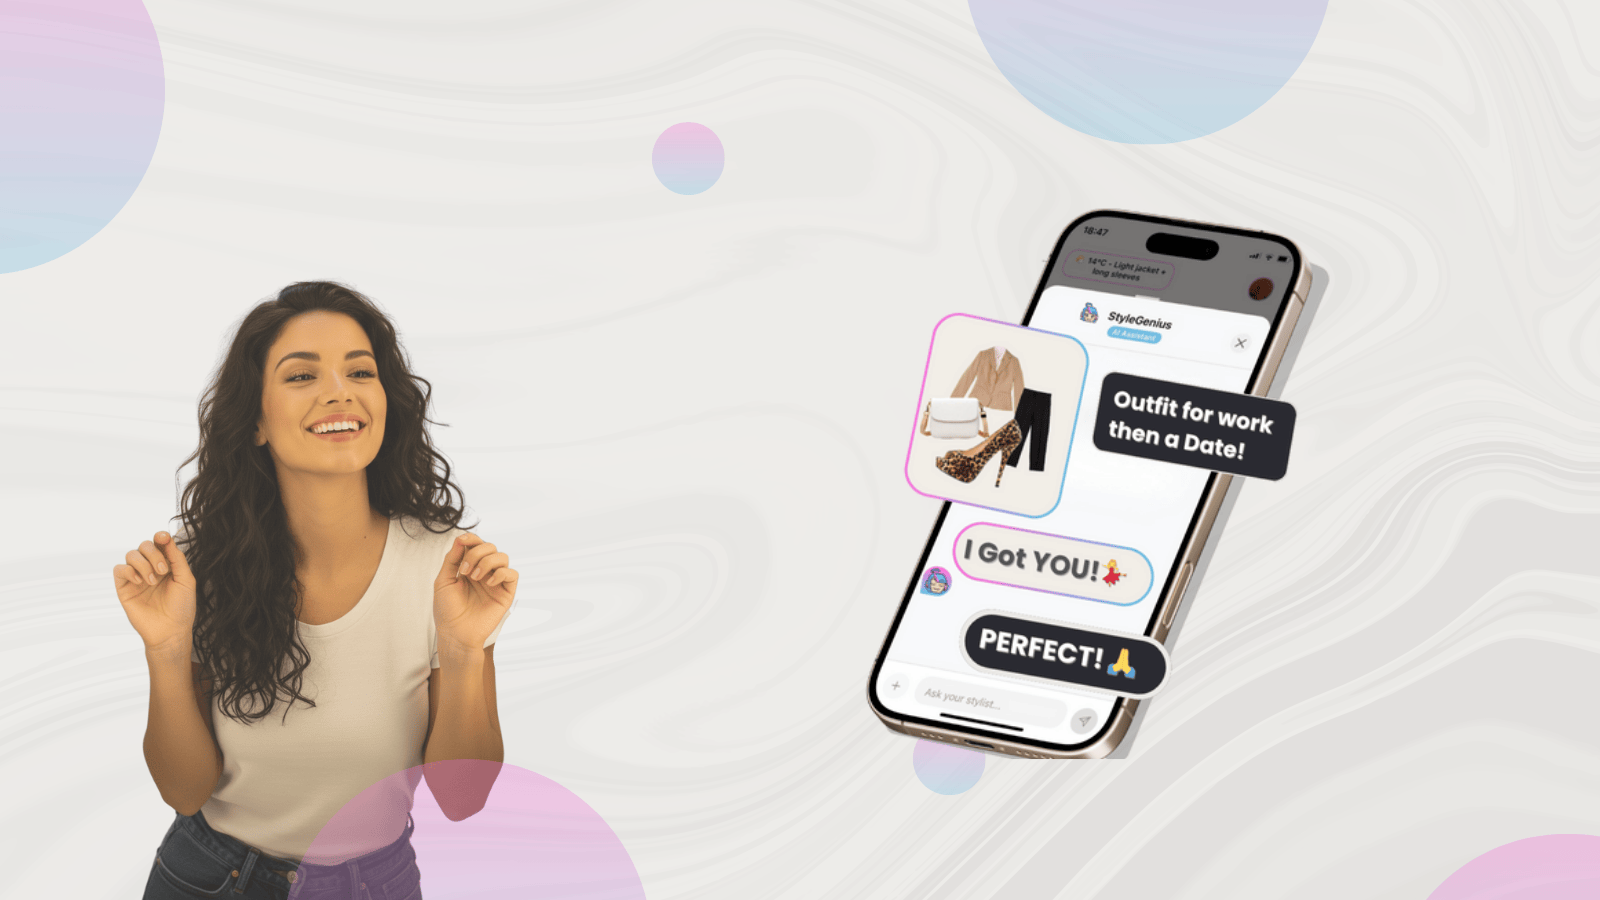 18:47
14°C - Light jacket +
long sleeves
StyleGenius
AI Assistant
Outfit for work
then a Date!
I Got YOU!💃
PERFECT!🙏
Ask your stylist...